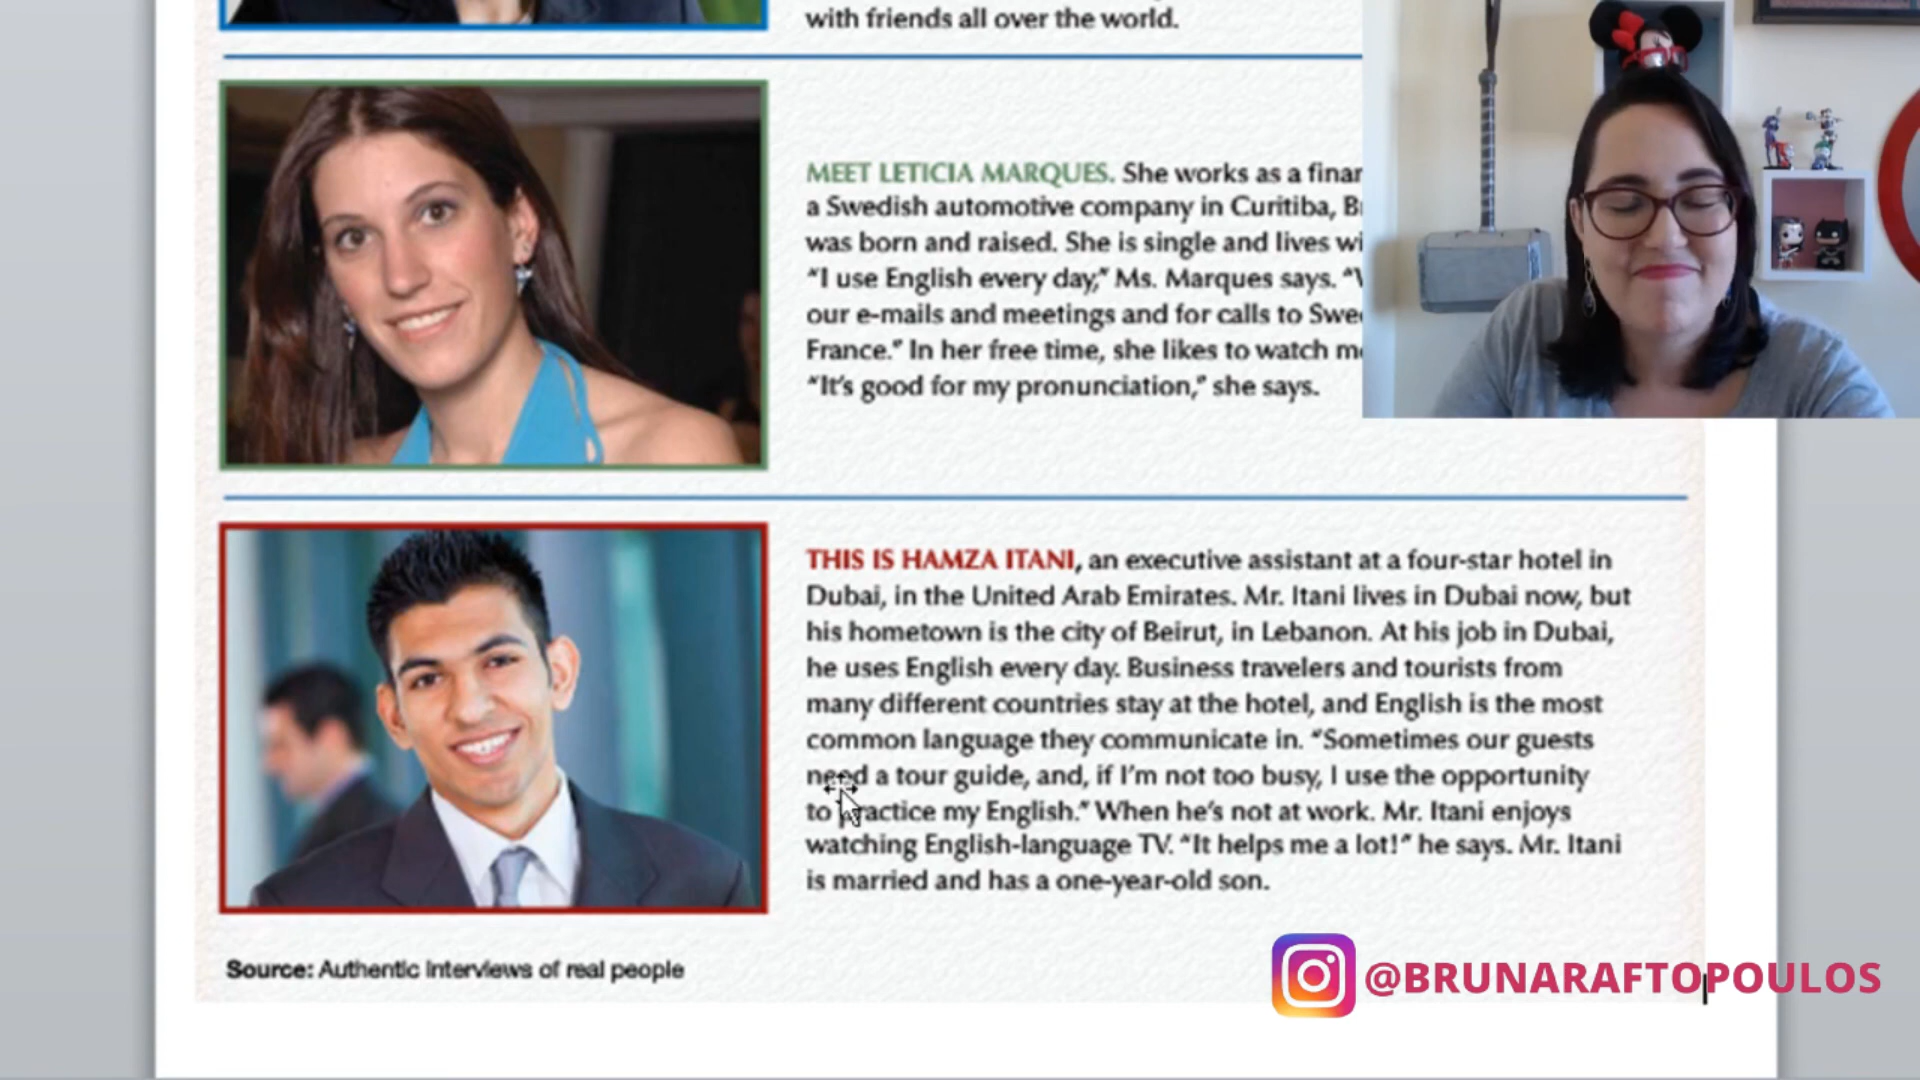 with friends all over the world.
MEET LETICIA MARQUES. She works as a finan
a Swedish automotive company in Curitiba, B
was born and raised. She is single and lives wi
“I use English every day,” Ms. Marques says. “
our e-mails and meetings and for calls to Swe
France.” In her free time, she likes to watch m
“It’s good for my pronunciation,” she says.
THIS IS HAMZA ITANI, an executive assistant at a four-star hotel in
Dubai, in the United Arab Emirates. Mr. Itani lives in Dubai now, but
his hometown is the city of Beirut, in Lebanon. At his job in Dubai,
he uses English every day. Business travelers and tourists from
many different countries stay at the hotel, and English is the most
common language they communicate in. “Sometimes our guests
need a tour guide, and, if I’m not too busy, I use the opportunity
to practice my English.” When he’s not at work. Mr. Itani enjoys
watching English-language TV. “It helps me a lot!” he says. Mr. Itani
is married and has a one-year-old son.
Source: Authentic interviews of real people
@BRUNARAFTOPOULOS